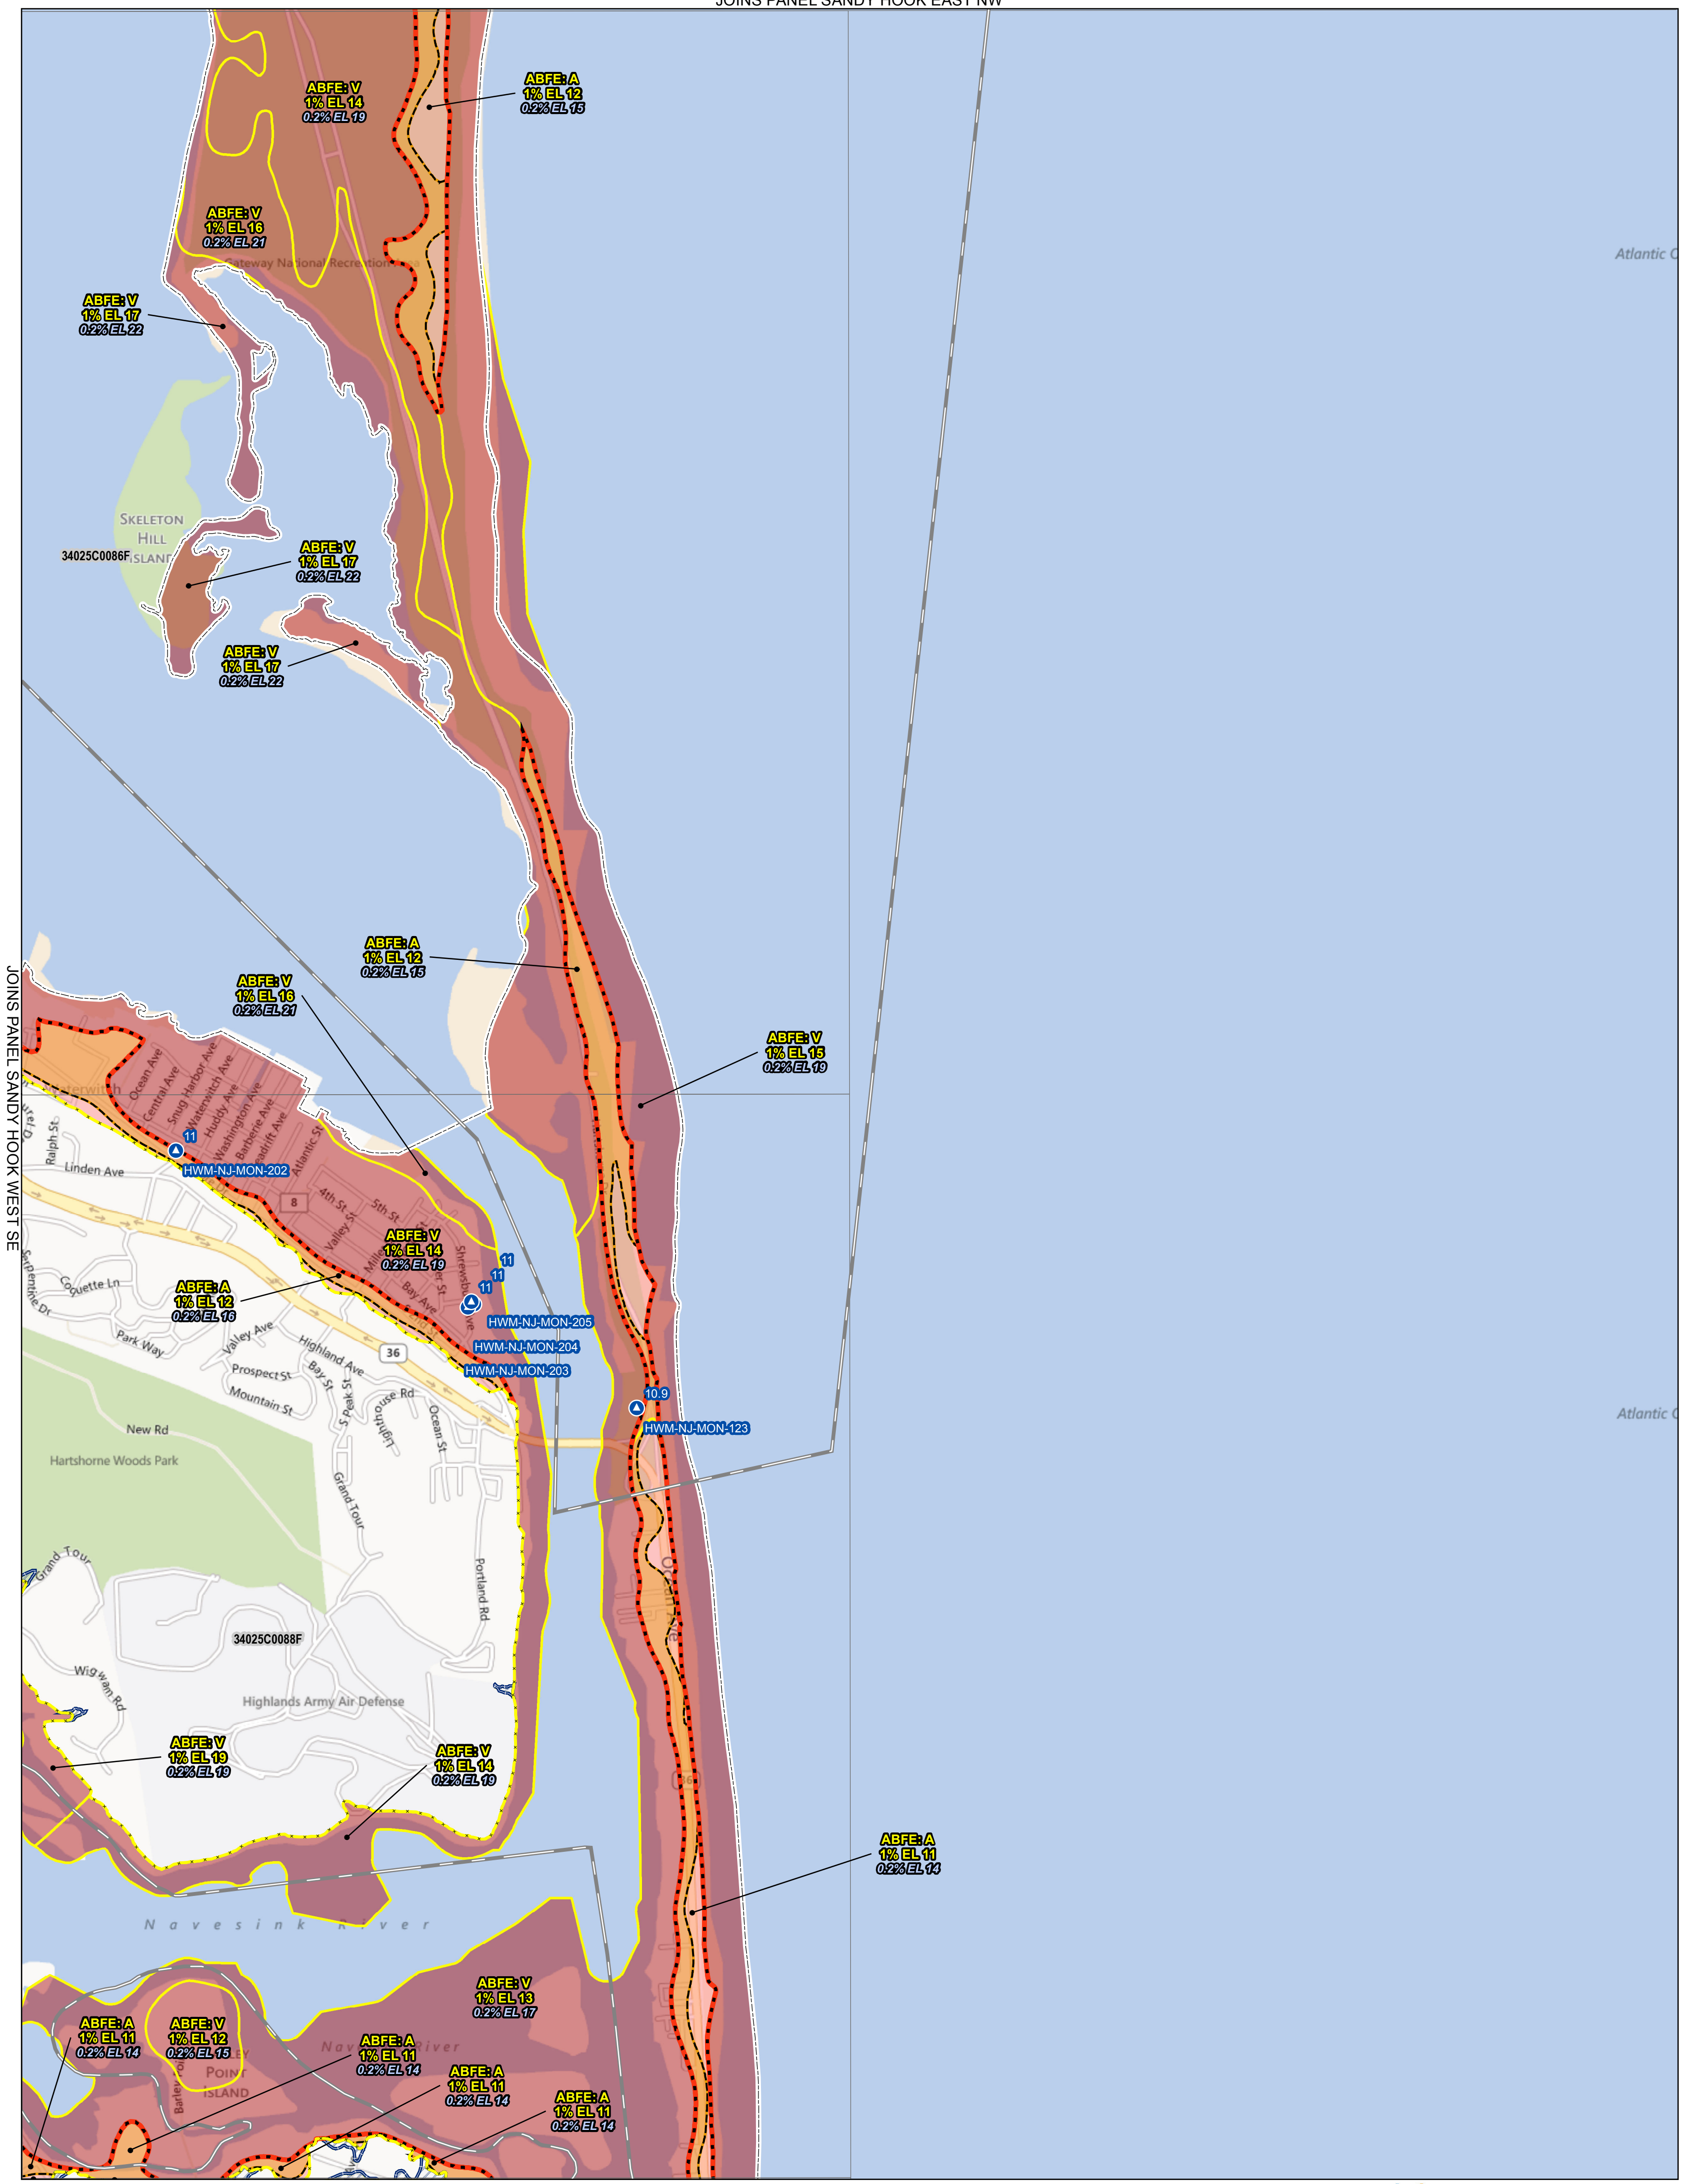 JOINS PANEL SANDY HOOK EAST NW
ABFE: V
1% EL 14
0.2% EL 19
ABFE: A
1% EL 12
0.2% EL 15
ABFE: V
1% EL 16
0.2% EL 21
Gateway National Recreation Area
Atlantic O
ABFE: V
1% EL 17
0.2% EL 22
SKELETON
HILL
ISLAND
34025C0086F
ABFE: V
1% EL 17
0.2% EL 22
ABFE: V
1% EL 17
0.2% EL 22
ABFE: A
1% EL 12
0.2% EL 15
ABFE: V
1% EL 16
0.2% EL 21
ABFE: V
1% EL 15
0.2% EL 19
JOINS PANEL SANDY HOOK WEST SE
Waterwitch
Ocean Ave
Central Ave
Snug Harbor Ave
Waterwitch Ave
Huddy Ave
Washington Ave
Barberie Ave
eadrift Ave
Atlantic St
Ralph St
Linden Ave
11
HWM-NJ-MON-202
8
4th St
5th St
Valley St
ABFE: V
1% EL 14
0.2% EL 19
Shrewsbu
Bay Ave
11
11
11
HWM-NJ-MON-205
HWM-NJ-MON-204
HWM-NJ-MON-203
ABFE: A
1% EL 12
0.2% EL 16
Serpentine Dr
Coquette Ln
Park Way
Valley Ave
Highland Ave
36
Prospect St
Mountain St
Bay St
S Peak St
Lighthouse Rd
Ocean St
10.9
HWM-NJ-MON-123
Atlantic O
New Rd
Hartshorne Woods Park
Grand Tour
Grand Tour
Portland Rd
Ocean Ave
34025C0088F
Wigwam Rd
Highlands Army Air Defense
ABFE: V
1% EL 19
0.2% EL 19
ABFE: V
1% EL 14
0.2% EL 19
36
ABFE: A
1% EL 11
0.2% EL 14
Navesink River
ABFE: V
1% EL 13
0.2% EL 17
ABFE: A
1% EL 11
0.2% EL 14
ABFE: V
1% EL 12
0.2% EL 15
POINT
ISLAND
Nav River
ABFE: A
1% EL 11
0.2% EL 14
ABFE: A
1% EL 11
0.2% EL 14
ABFE: A
1% EL 11
0.2% EL 14